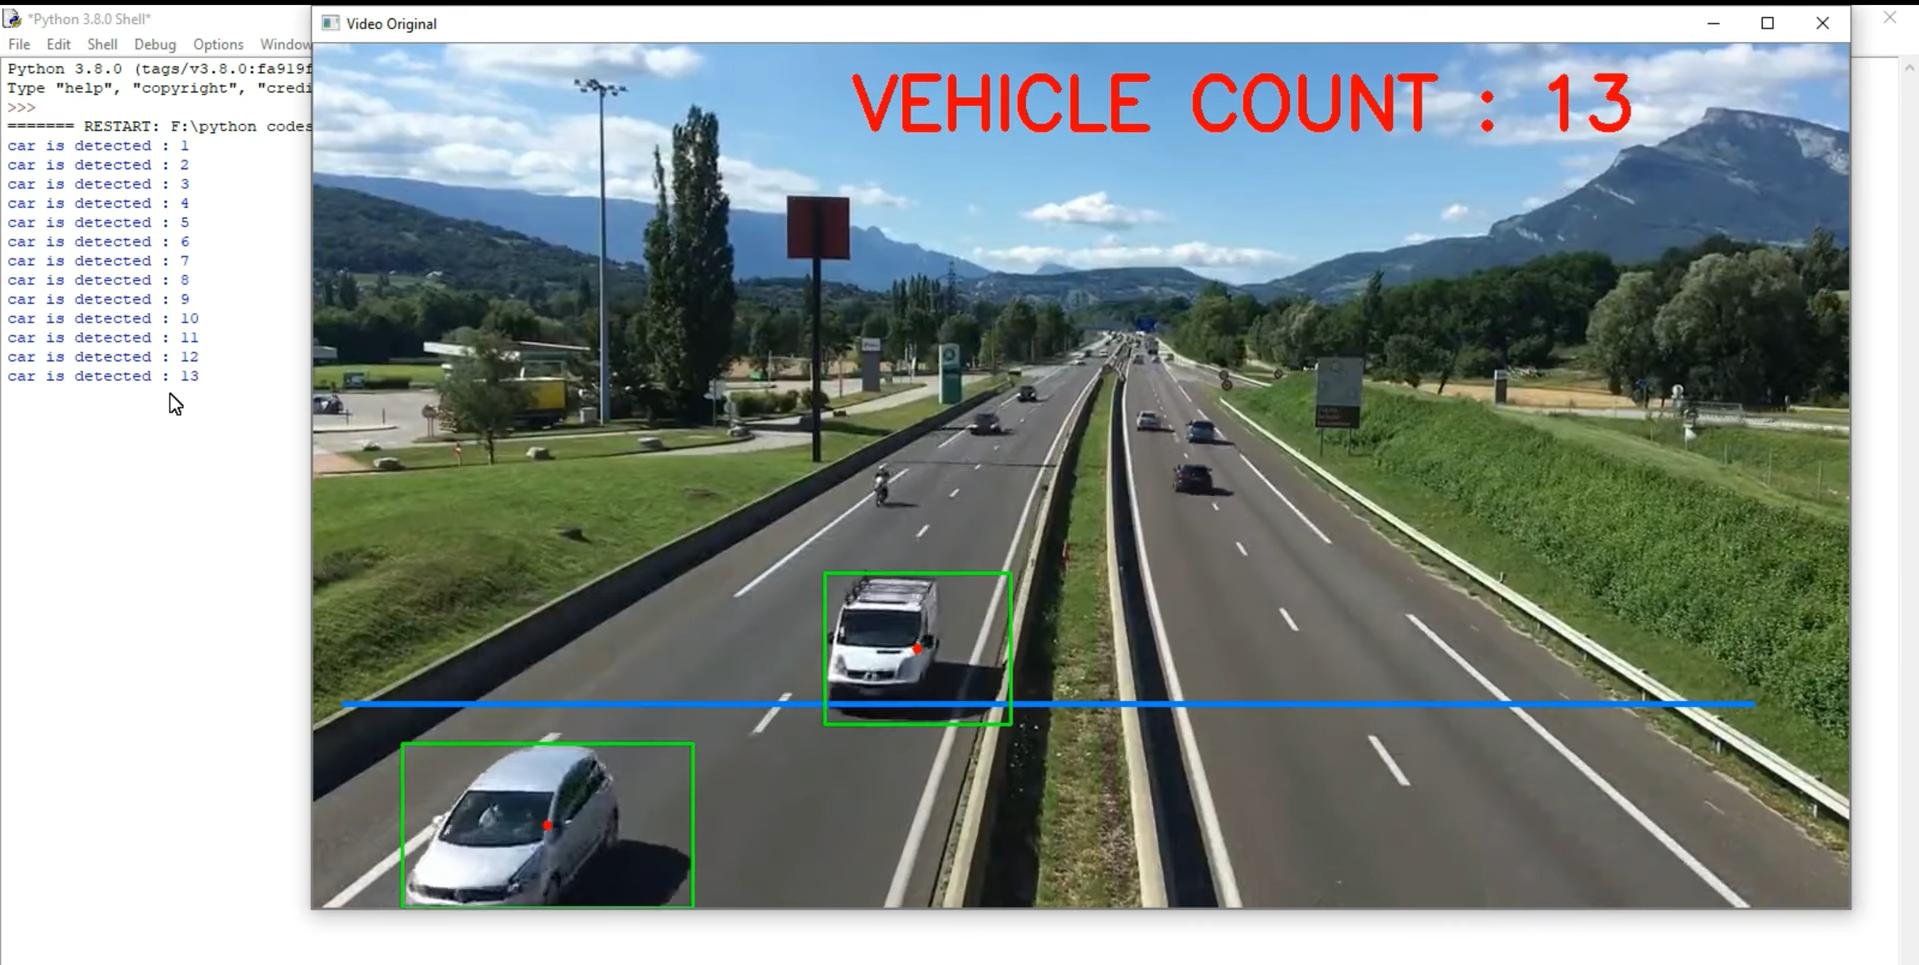 *Python 3.8.0 Shell*
File Edit Shell Debug Options Window
Python 3.8.0 (tags/v3.8.0:fa919f
Type "help", "copyright", "credi
>>>
======= RESTART: F:\python codes
car is detected : 1
car is detected : 2
car is detected : 3
car is detected : 4
car is detected : 5
car is detected : 6
car is detected : 7
car is detected : 8
car is detected : 9
car is detected : 10
car is detected : 11
car is detected : 12
car is detected : 13
Video Original
VEHICLE COUNT : 13